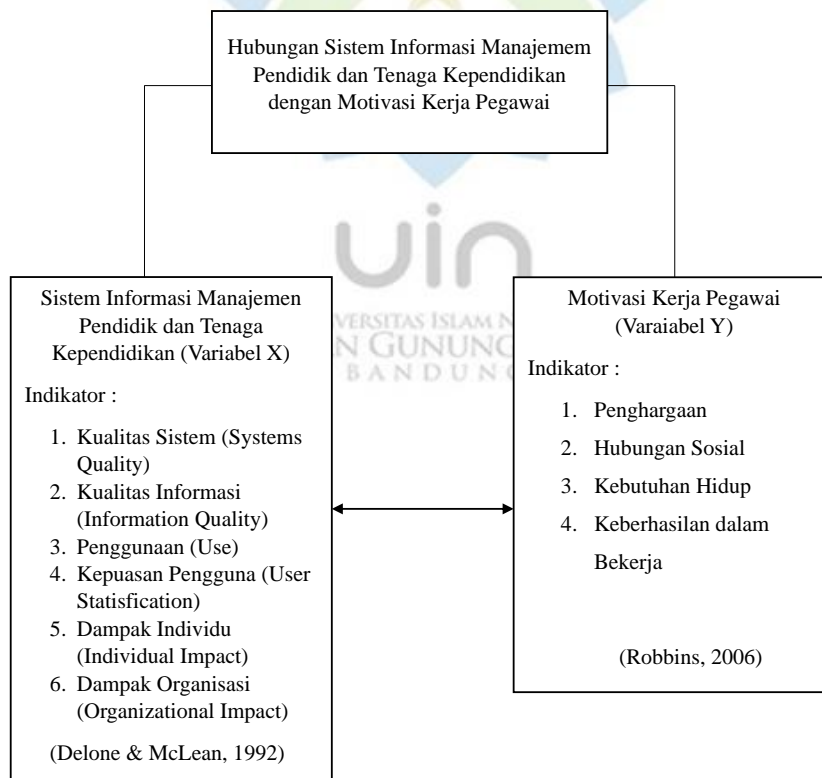 Hubungan Sistem Informasi Manajemem
Pendidik dan Tenaga Kependidikan
dengan Motivasi Kerja Pegawai
uin
VERSITAS ISLAM N
N GUNUNG
BANDUNG
Sistem Informasi Manajemen
Pendidik dan Tenaga
Kependidikan (Variabel X)
Indikator :
1. Kualitas Sistem (Systems
Quality)
2. Kualitas Informasi
(Information Quality)
3. Penggunaan (Use)
4. Kepuasan Pengguna (User
Statisfication)
5. Dampak Individu
(Individual Impact)
6. Dampak Organisasi
(Organizational Impact)
(Delone & McLean, 1992)
Motivasi Kerja Pegawai
(Varaiabel Y)
Indikator :
1. Penghargaan
2. Hubungan Sosial
3. Kebutuhan Hidup
4. Keberhasilan dalam
Bekerja
(Robbins, 2006)